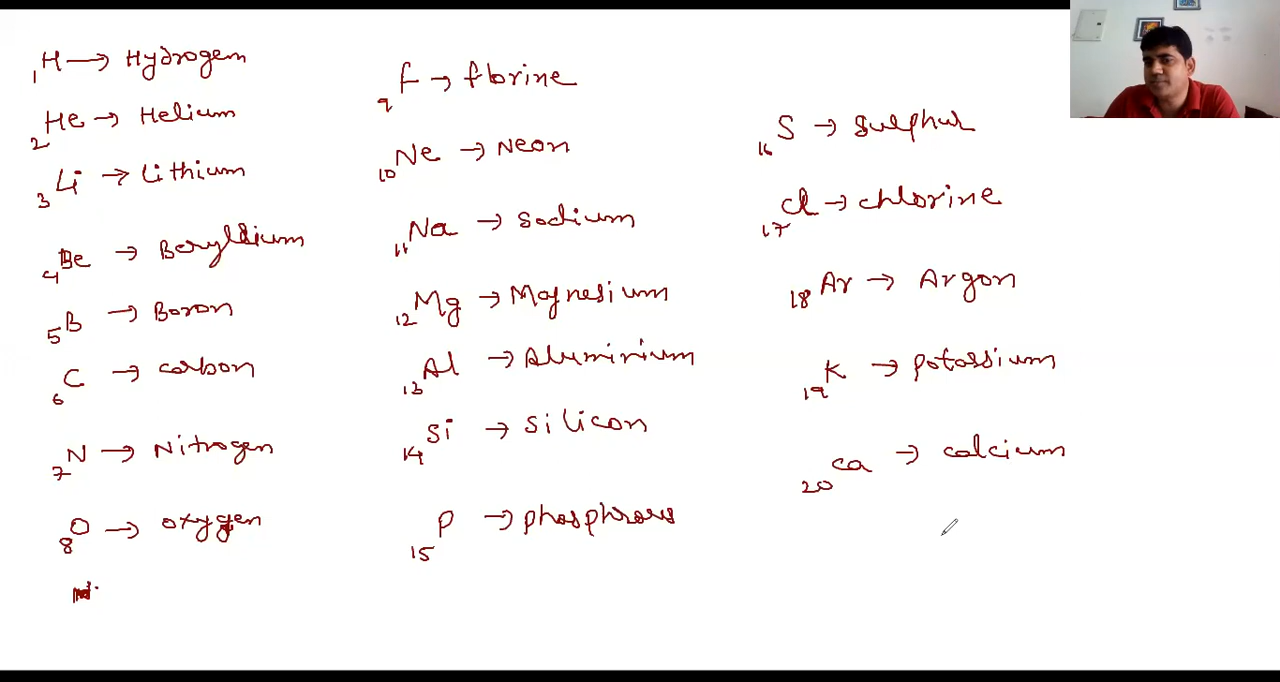 1H → Hydrogen
2He → Helium
3Li → Lithium
4Be → Beryllium
5B → Boron
6C → carbon
7N → Nitrogen
8O → oxygen
9F → florine
10Ne → Neon
11Na → sodium
12Mg → Magnesium
13Al → Aluminium
14Si → Silicon
15P → phosphrous
16S → sulphur
17Cl → chlorine
18Ar → Argon
19K → potassium
20Ca → calcium